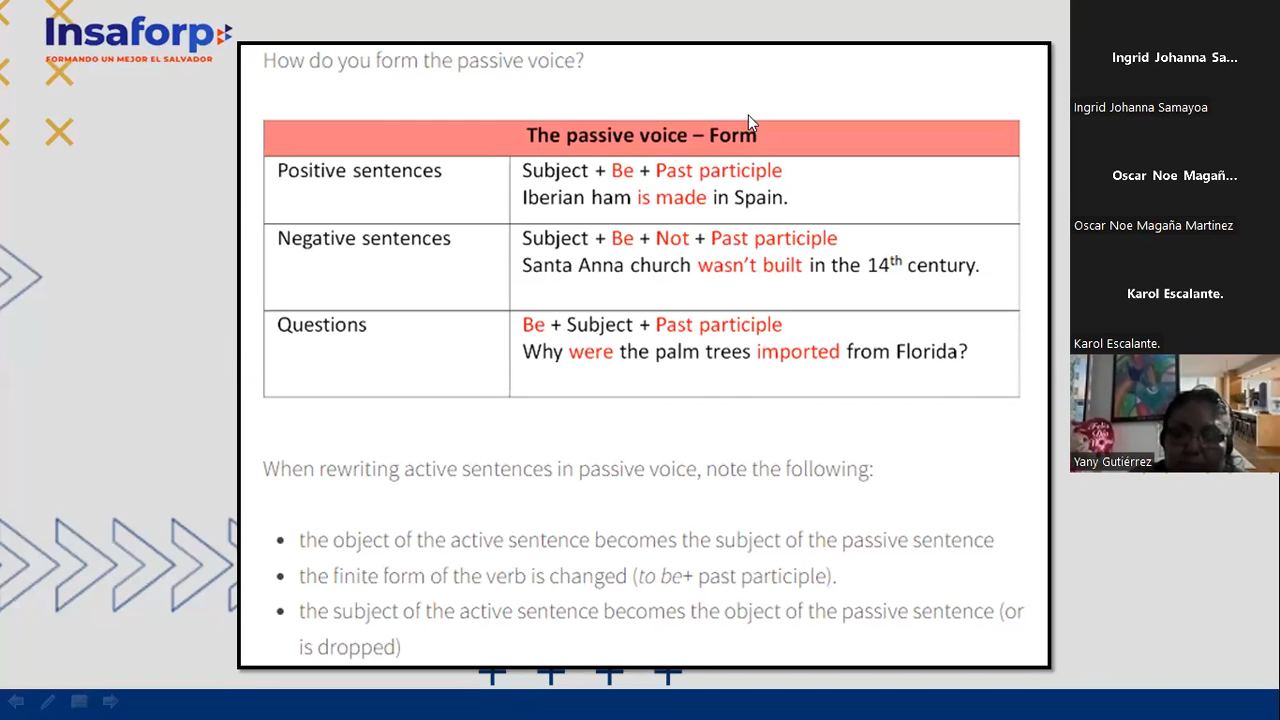 Insaforp
FORMANDO UN MEJOR EL SALVADOR
How do you form the passive voice?
The passive voice – Form
Positive sentences
Subject + Be + Past participle
Iberian ham is made in Spain.
Negative sentences
Subject + Be + Not + Past participle
Santa Anna church wasn't built in the 14th century.
Questions
Be + Subject + Past participle
Why were the palm trees imported from Florida?
When rewriting active sentences in passive voice, note the following:
• the object of the active sentence becomes the subject of the passive sentence
• the finite form of the verb is changed (to be+ past participle).
• the subject of the active sentence becomes the object of the passive sentence (or
is dropped)
Ingrid Johanna Sa...
Ingrid Johanna Samayoa
Oscar Noe Magañ...
Oscar Noe Magaña Martinez
Karol Escalante.
Karol Escalante.
Yany Gutiérrez